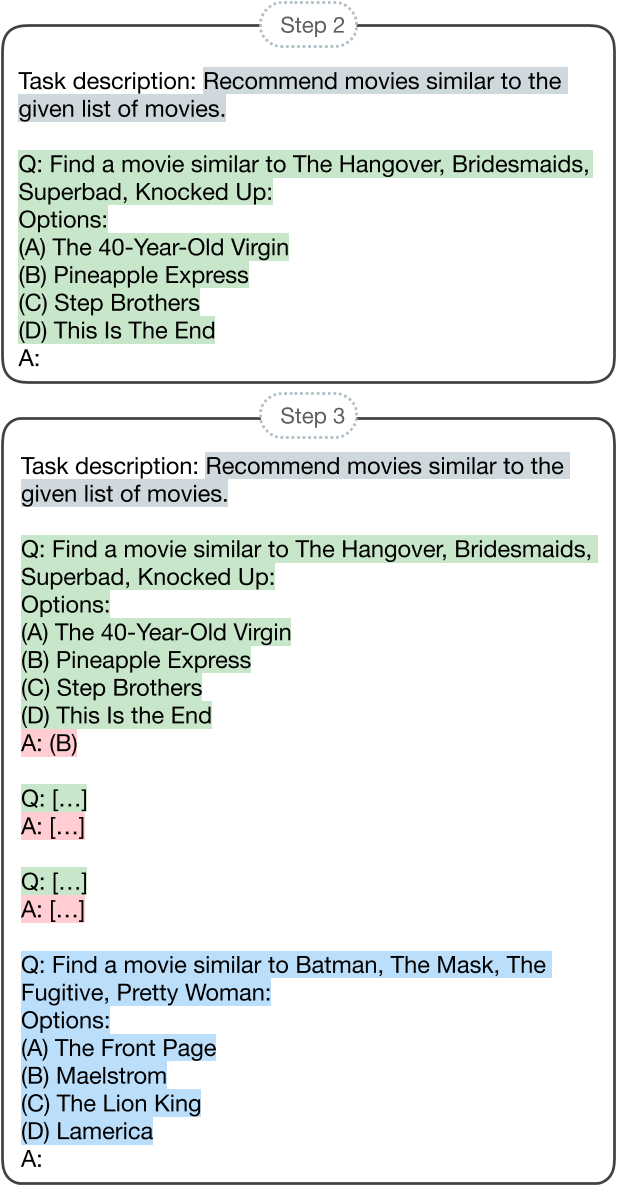 Step 2
Task description: Recommend movies similar to the
given list of movies.
Q: Find a movie similar to The Hangover, Bridesmaids,
Superbad, Knocked Up:
Options:
(A) The 40-Year-Old Virgin
(B) Pineapple Express
(C) Step Brothers
(D) This Is The End
A:
Step 3
Task description: Recommend movies similar to the
given list of movies.
Q: Find a movie similar to The Hangover, Bridesmaids,
Superbad, Knocked Up:
Options:
(A) The 40-Year-Old Virgin
(B) Pineapple Express
(C) Step Brothers
(D) This Is the End
A: (B)
Q: […]
A: […]
Q: […]
A: […]
Q: Find a movie similar to Batman, The Mask, The
Fugitive, Pretty Woman:
Options:
(A) The Front Page
(B) Maelstrom
(C) The Lion King
(D) Lamerica
A: